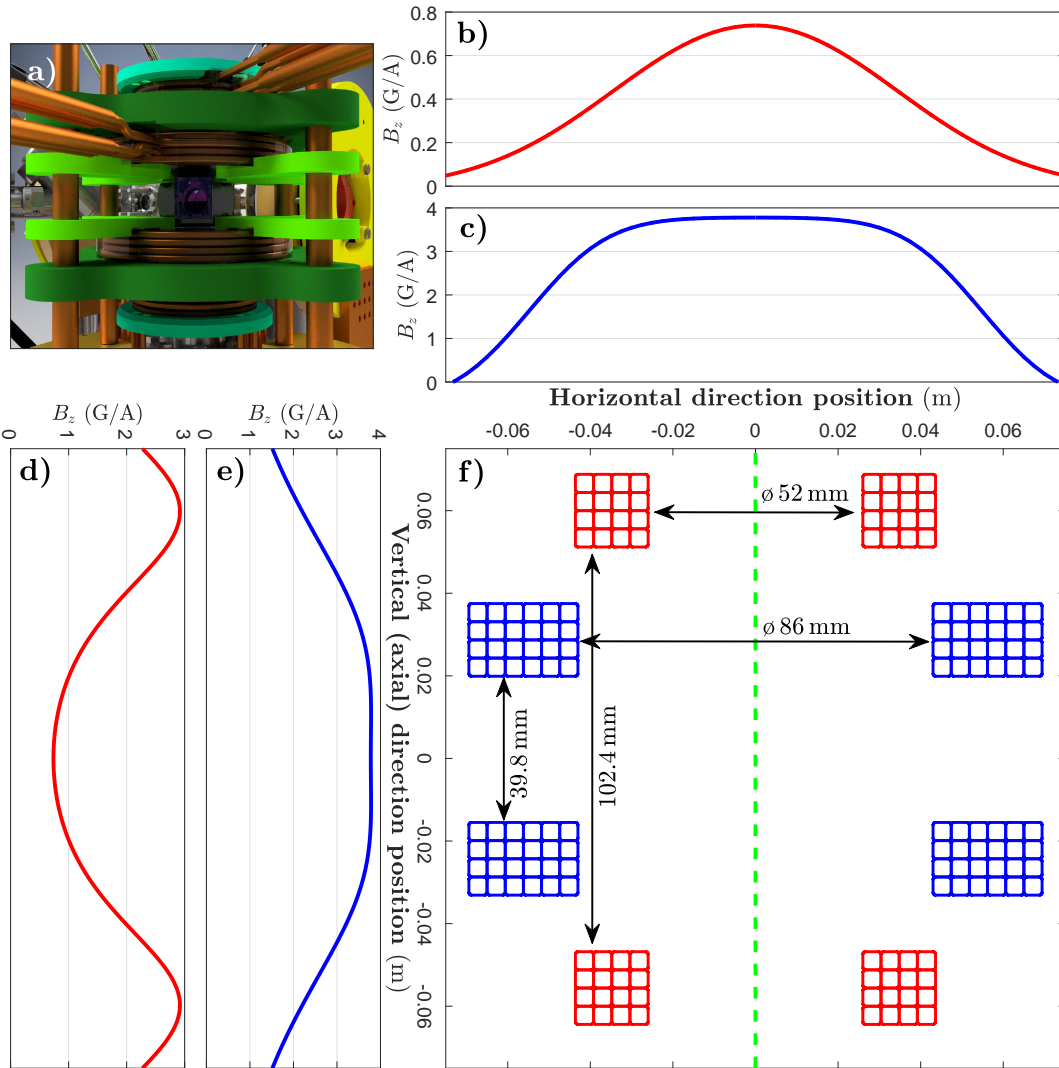 a)
b)
0.8
0.6
0.4
0.2
0
B_z (G/A)
c)
4
3
2
1
0
B_z (G/A)
Horizontal direction position (m)
-0.06 -0.04 -0.02 0 0.02 0.04 0.06
B_z (G/A)
0 1 2 3
d)
B_z (G/A)
0 1 2 3 4
e)
Vertical (axial) direction position (m)
0.06
0.04
0.02
0
-0.02
-0.04
-0.06
f)
ø 52 mm
ø 86 mm
39.8 mm
102.4 mm